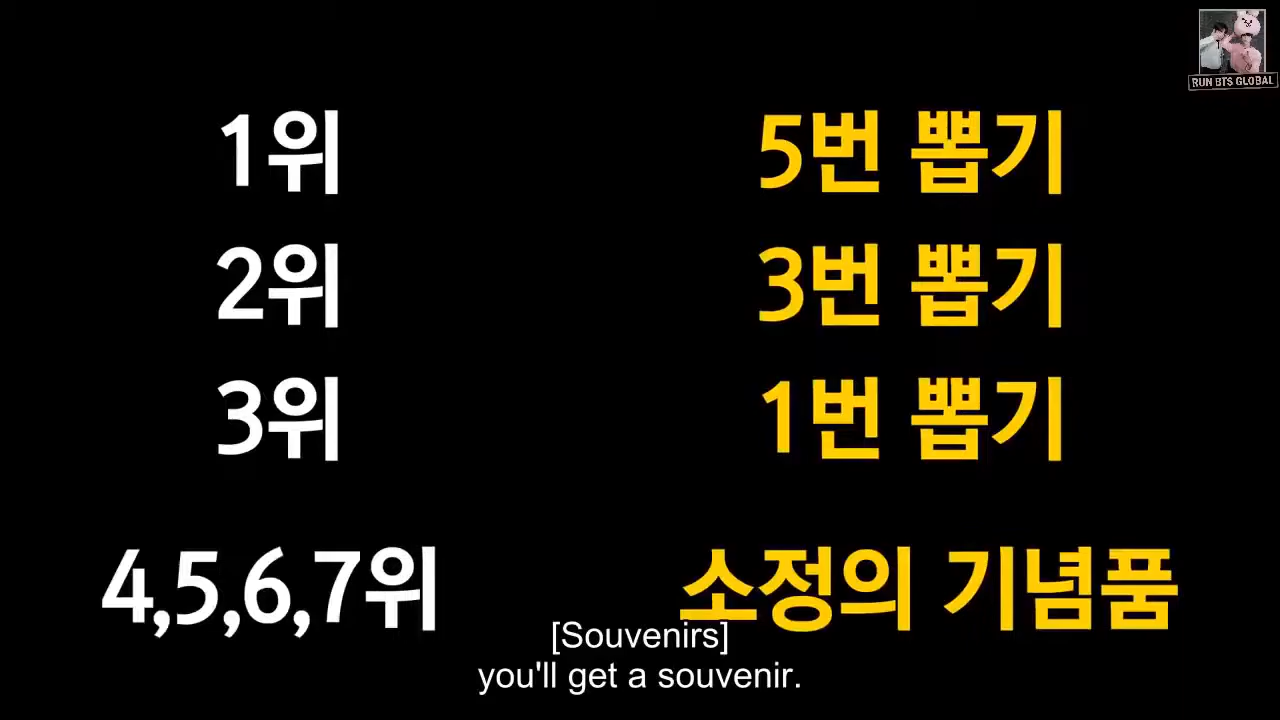 RUN BTS GLOBAL
1위 5번 뽑기
2위 3번 뽑기
3위 1번 뽑기
4,5,6,7위 소정의 기념품
[Souvenirs]
you'll get a souvenir.